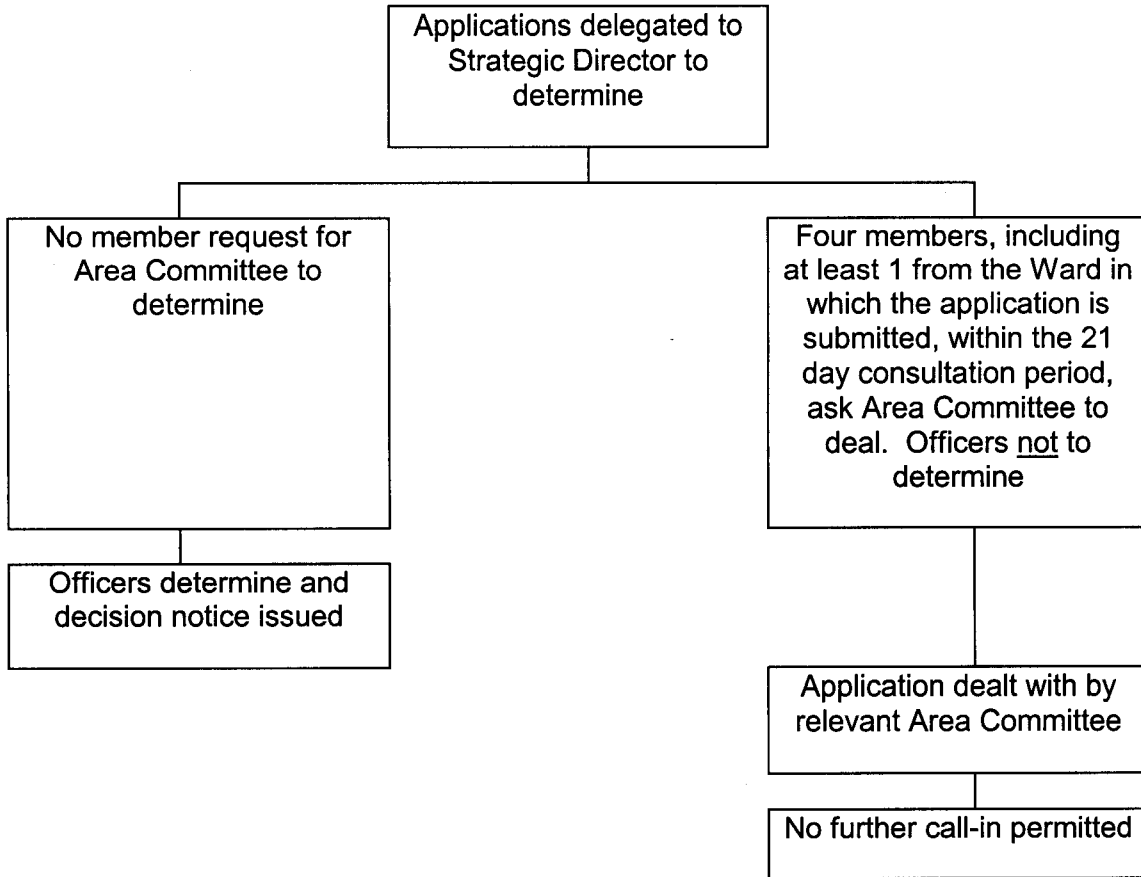 Applications delegated to
Strategic Director to
determine
No member request for
Area Committee to
determine
Officers determine and
decision notice issued
Four members, including
at least 1 from the Ward in
which the application is
submitted, within the 21
day consultation period,
ask Area Committee to
deal. Officers not to
determine
Application dealt with by
relevant Area Committee
No further call-in permitted